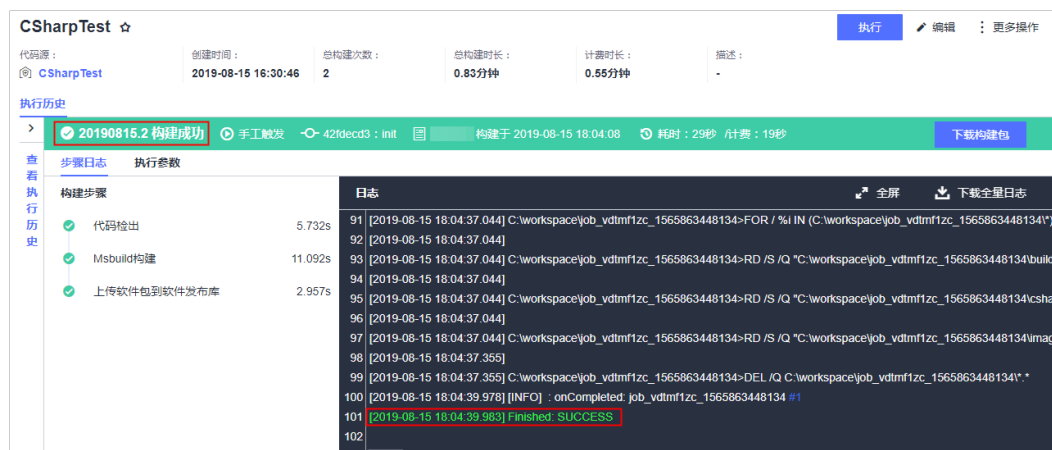 CSharpTest
执行
编辑
更多操作
代码源： 创建时间： 总构建次数： 总构建时长： 计费时长： 描述：
CSharpTest 2019-08-15 16:30:46 2 0.83分钟 0.55分钟 -
执行历史
20190815.2 构建成功 手工触发 42fdecd3：init 构建于 2019-08-15 18:04:08 耗时：29秒 /计费：19秒 下载构建包
查看执行历史
步骤日志 执行参数
构建步骤
代码检出 5.732s
Msbuild构建 11.092s
上传软件包到软件发布库 2.957s
日志 全屏 下载全量日志
91 [2019-08-15 18:04:37.044] C:\workspace\job_vdtmf1zc_1565863448134>FOR / %i IN (C:\workspace\job_vdtmf1zc_1565863448134\*)
92 [2019-08-15 18:04:37.044]
93 [2019-08-15 18:04:37.044] C:\workspace\job_vdtmf1zc_1565863448134>RD /S /Q "C:\workspace\job_vdtmf1zc_1565863448134\build
94 [2019-08-15 18:04:37.044]
95 [2019-08-15 18:04:37.044] C:\workspace\job_vdtmf1zc_1565863448134>RD /S /Q "C:\workspace\job_vdtmf1zc_1565863448134\csha
96 [2019-08-15 18:04:37.044]
97 [2019-08-15 18:04:37.044] C:\workspace\job_vdtmf1zc_1565863448134>RD /S /Q "C:\workspace\job_vdtmf1zc_1565863448134\imag
98 [2019-08-15 18:04:37.355]
99 [2019-08-15 18:04:37.355] C:\workspace\job_vdtmf1zc_1565863448134>DEL /Q C:\workspace\job_vdtmf1zc_1565863448134\*.*
100 [2019-08-15 18:04:39.978] [INFO] : onCompleted: job_vdtmf1zc_1565863448134 #1
101 [2019-08-15 18:04:39.983] Finished: SUCCESS
102